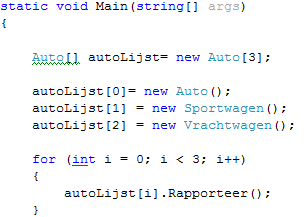 static void Main(string[] args)
{
Auto[] autoLijst= new Auto[3];
autoLijst[0]= new Auto();
autoLijst[1] = new Sportwagen();
autoLijst[2] = new Vrachtwagen();
for (int i = 0; i < 3; i++)
{
autoLijst[i].Rapporteer();
}